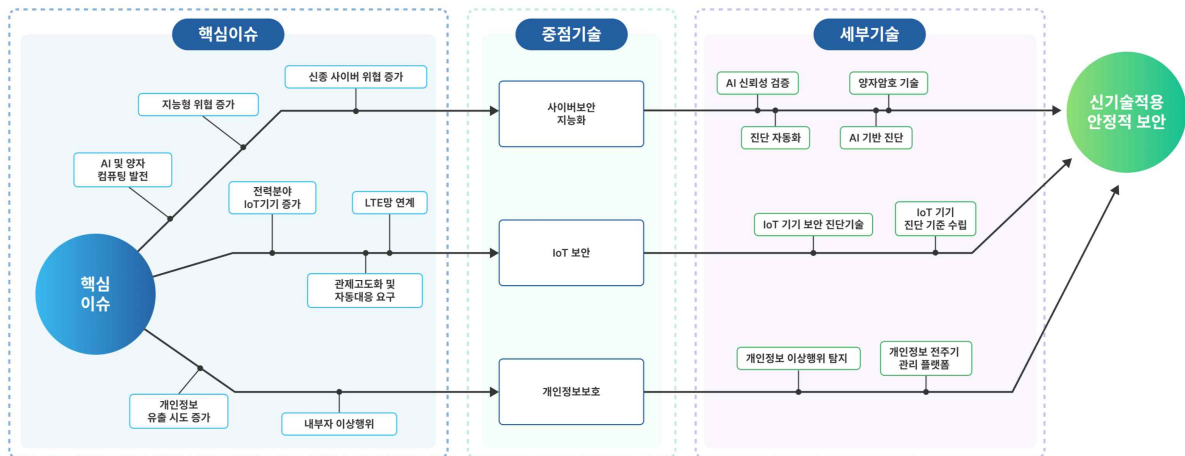 핵심이슈
중점기술
세부기술
신종 사이버 위협 증가
지능형 위협 증가
AI 및 양자
컴퓨팅 발전
전력분야
IoT기기 증가
LTE망 연계
관제고도화 및
자동대응 요구
핵심
이슈
개인정보
유출 시도 증가
내부자 이상행위
사이버보안
지능화
IoT 보안
개인정보보호
AI 신뢰성 검증
양자암호 기술
진단 자동화
AI 기반 진단
IoT 기기 보안 진단기술
IoT 기기
진단 기준 수립
개인정보 이상행위 탐지
개인정보 전주기
관리 플랫폼
신기술적용
안정적 보안